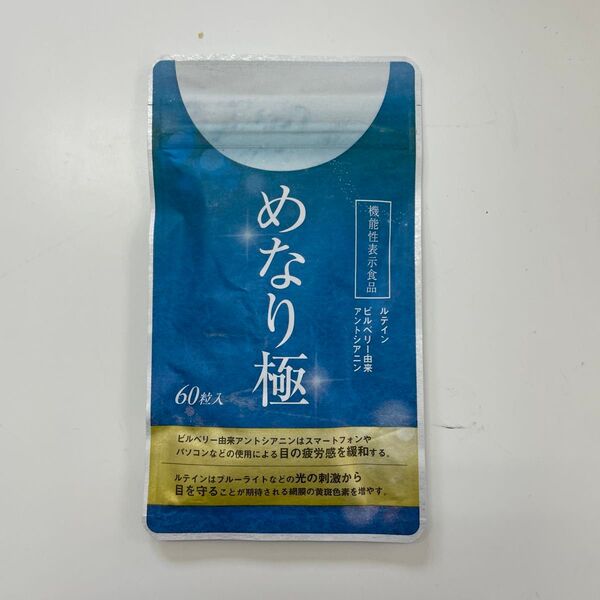 めなり極
機能性表示食品
ルテイン
ビルベリー由来
アントシアニン
60粒入
ビルベリー由来アントシアニンはスマートフォンや
パソコンなどの使用による目の疲労感を緩和する。
ルテインはブルーライトなどの光の刺激から
目を守ることが期待される網膜の黄斑色素を増やす。